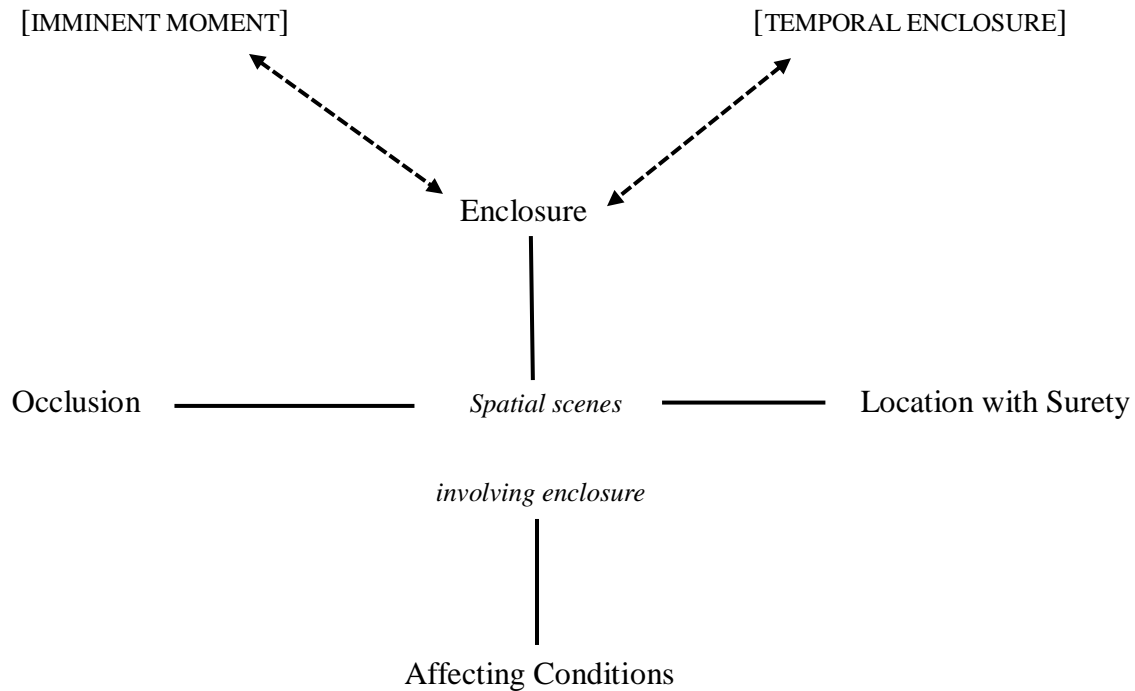 [IMMINENT MOMENT] [TEMPORAL ENCLOSURE]
Enclosure
Occlusion Spatial scenes Location with Surety
involving enclosure
Affecting Conditions